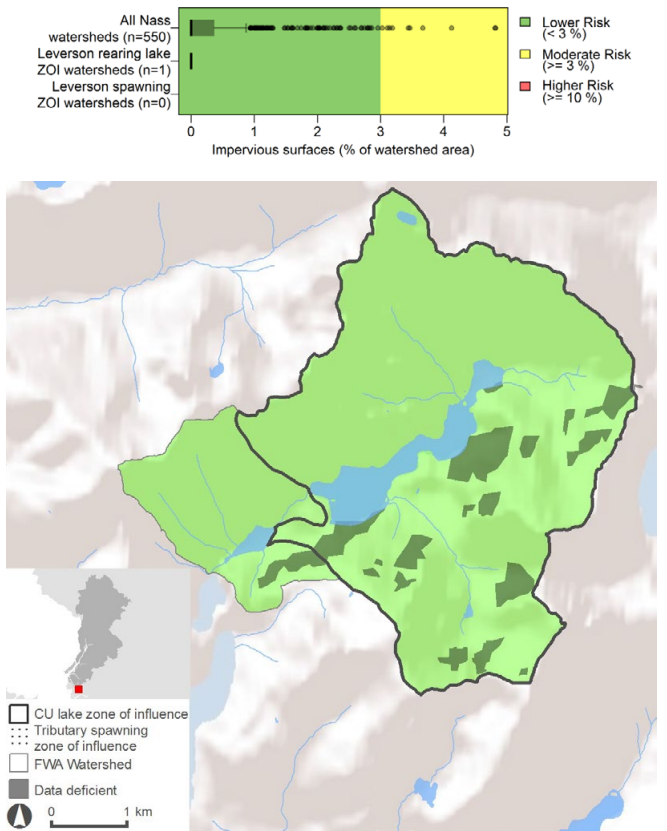 All Nass
watersheds (n=550)
Leverson rearing lake
ZOI watersheds (n=1)
Leverson spawning
ZOI watersheds (n=0)
0 1 2 3 4 5
Impervious surfaces (% of watershed area)
Lower Risk
(< 3 %)
Moderate Risk
(>= 3 %)
Higher Risk
(>= 10 %)
CU lake zone of influence
Tributary spawning
zone of influence
FWA Watershed
Data deficient
0 1 km